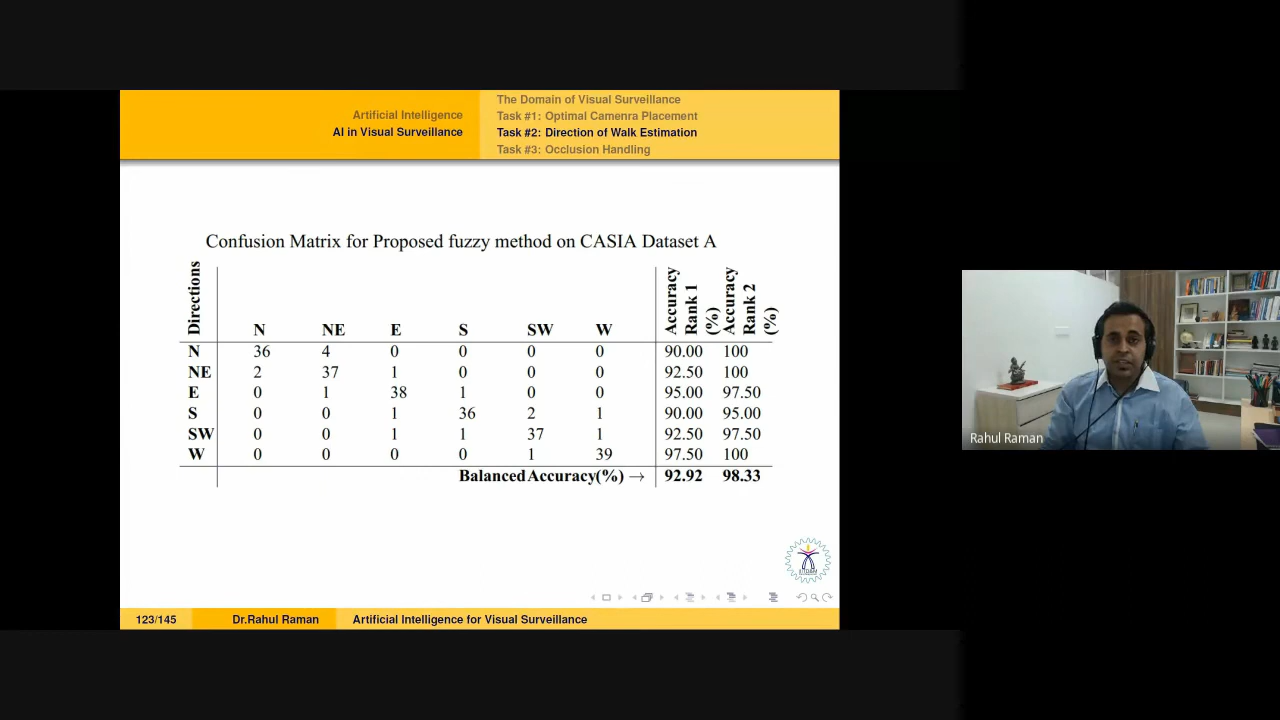 Artificial Intelligence
AI in Visual Surveillance
The Domain of Visual Surveillance
Task #1: Optimal Camenra Placement
Task #2: Direction of Walk Estimation
Task #3: Occlusion Handling
Confusion Matrix for Proposed fuzzy method on CASIA Dataset A
Directions N NE E S SW W Accuracy Rank 1 (%) Accuracy Rank 2 (%)
N 36 4 0 0 0 0 90.00 100
NE 2 37 1 0 0 0 92.50 100
E 0 1 38 1 0 0 95.00 97.50
S 0 0 1 36 2 1 90.00 95.00
SW 0 0 1 1 37 1 92.50 97.50
W 0 0 0 0 1 39 97.50 100
Balanced Accuracy(%) → 92.92 98.33
123/145 Dr.Rahul Raman Artificial Intelligence for Visual Surveillance
Rahul Raman